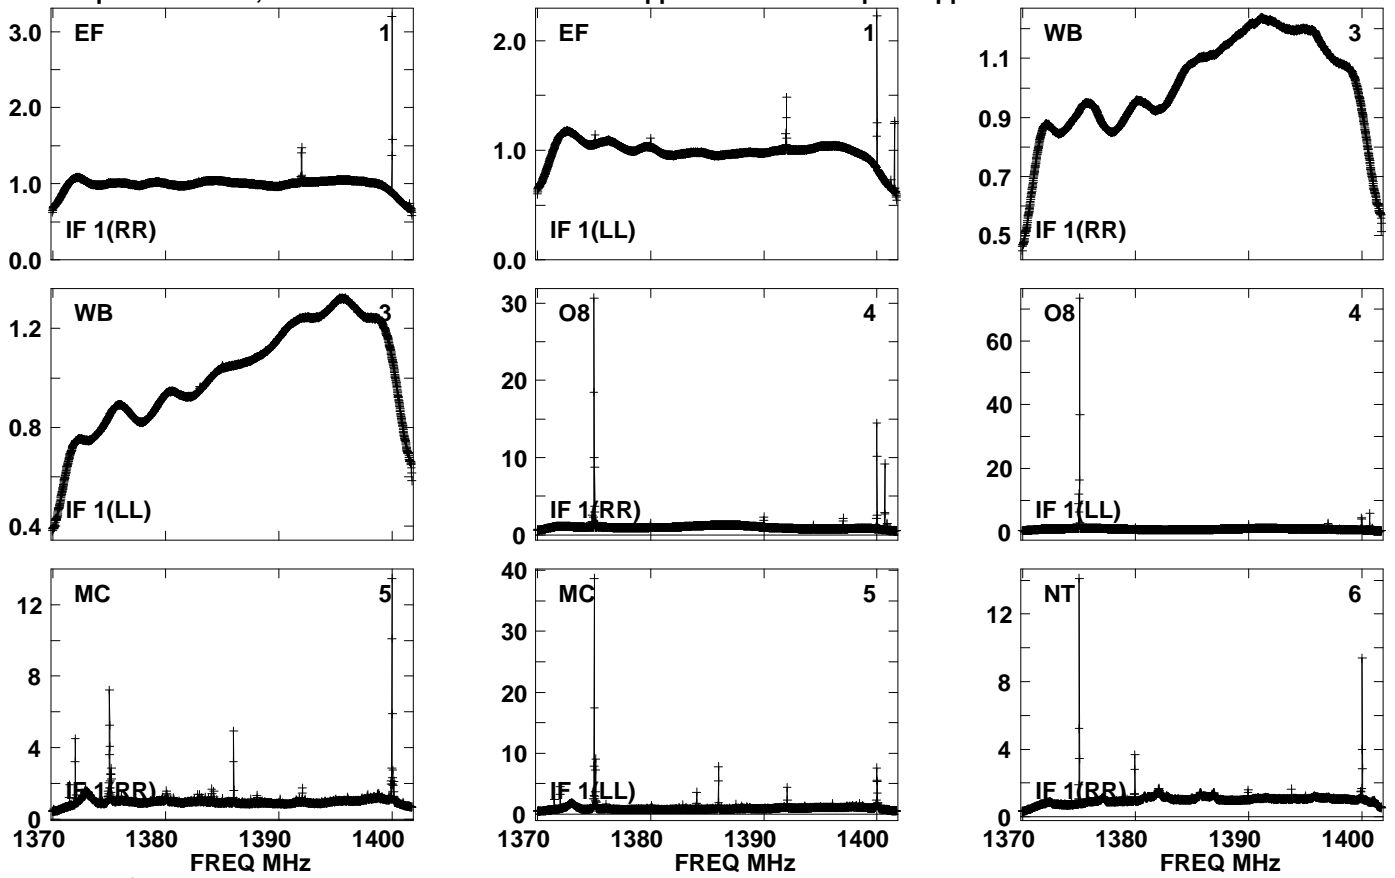 EF 1
3.0
2.0
1.0
0.0
IF 1(RR)
EF 1
2.0
1.0
0.0
IF 1(LL)
WB 3
1.1
0.9
0.7
0.5
IF 1(RR)
WB 3
1.2
0.8
0.4
IF 1(LL)
O8 4
30
20
10
0
IF 1(RR)
O8 4
60
40
20
0
IF 1(LL)
MC 5
12
8
4
0
IF 1(RR)
1370 1380 1390 1400
FREQ MHz
MC 5
40
30
20
10
0
IF 1(LL)
1370 1380 1390 1400
FREQ MHz
NT 6
12
8
4
0
IF 1(RR)
1370 1380 1390 1400
FREQ MHz